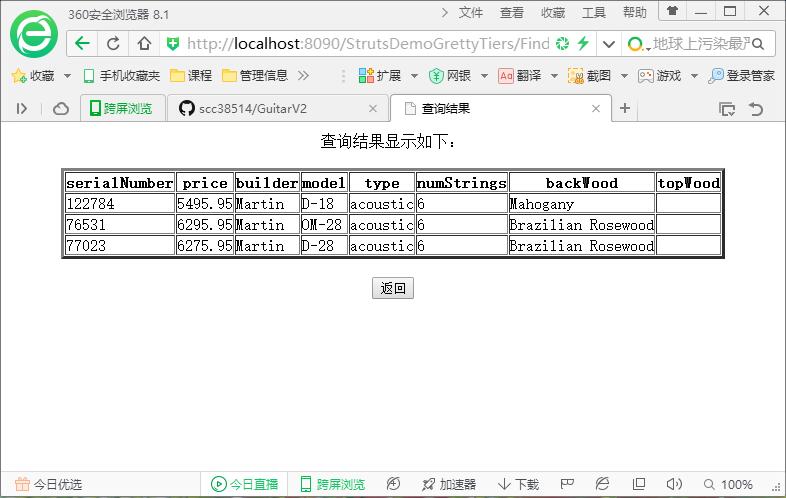 360安全浏览器 8.1 文件 查看 收藏 工具 帮助
http://localhost:8090/StrutsDemoGrettyTiers/Find 地球上污染最严
收藏 手机收藏夹 课程 管理信息 扩展 网银 Aa 翻译 截图 游戏 登录管家
跨屏浏览 scc38514/GuitarV2 查询结果
查询结果显示如下：
serialNumber price builder model type numStrings backWood topWood
122784 5495.95 Martin D-18 acoustic 6 Mahogany
76531 6295.95 Martin OM-28 acoustic 6 Brazilian Rosewood
77023 6275.95 Martin D-28 acoustic 6 Brazilian Rosewood
返回
今日优选 今日直播 跨屏浏览 加速器 下载 100%